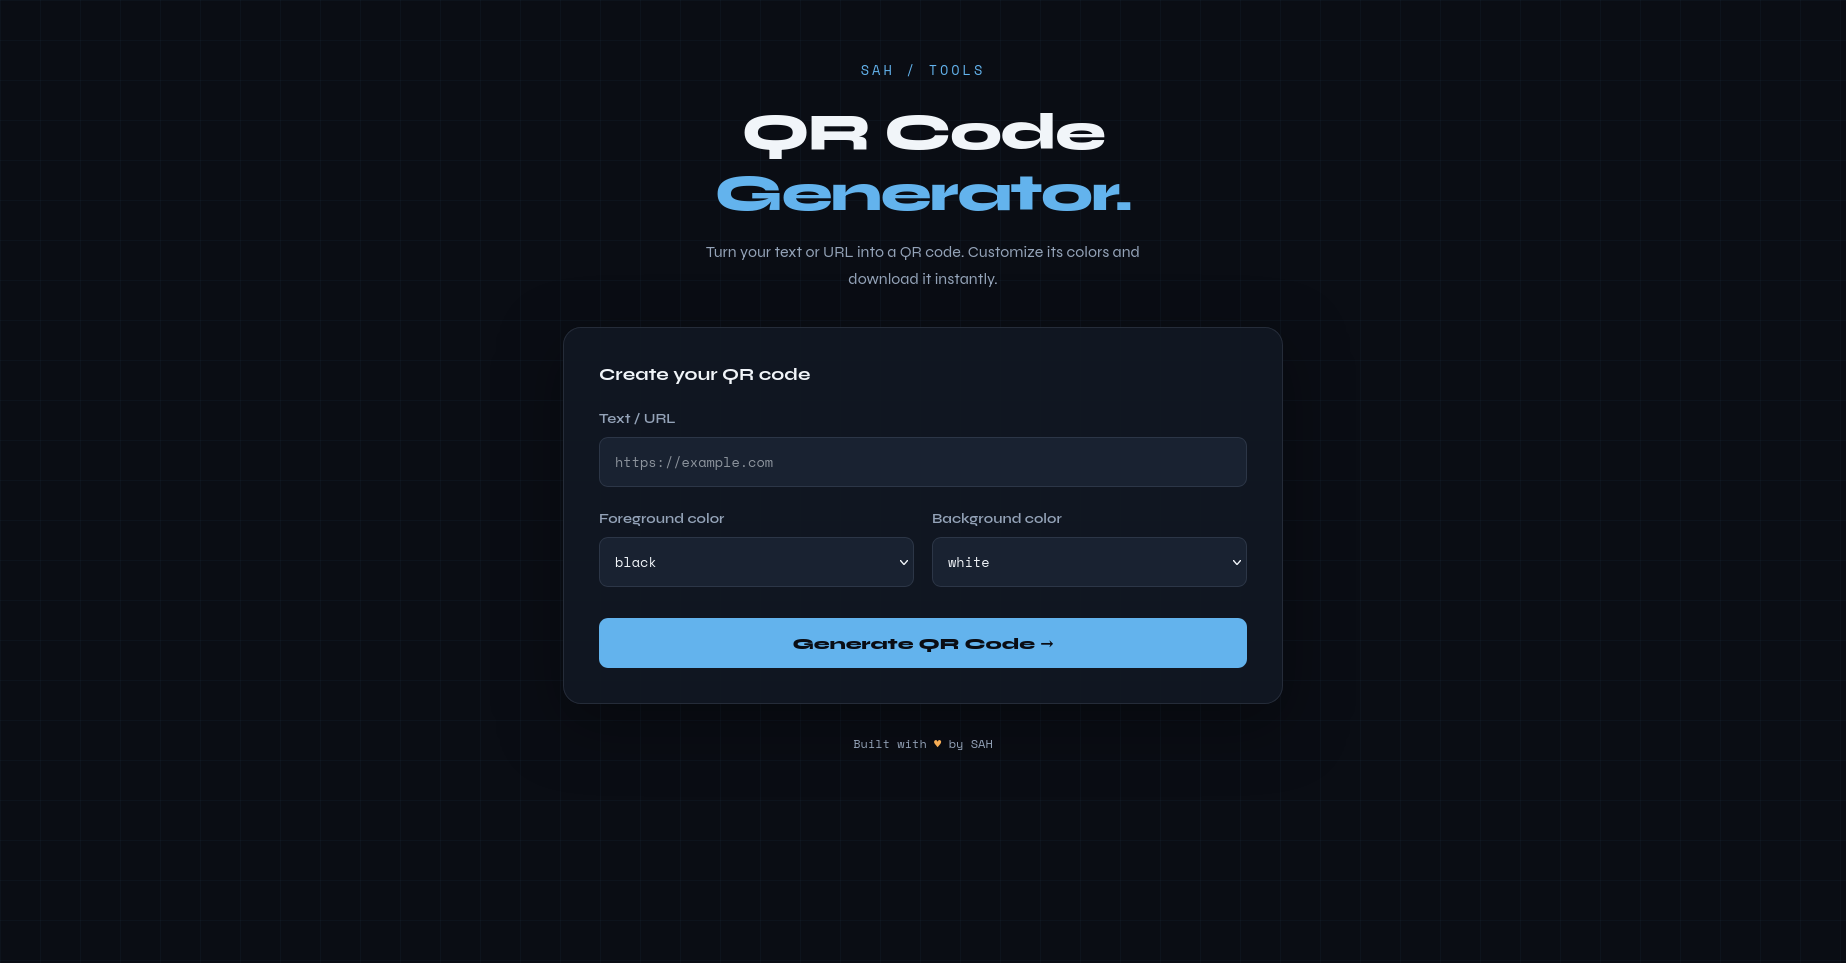 SAH / TOOLS
QR Code
Generator.
Turn your text or URL into a QR code. Customize its colors and
download it instantly.
Create your QR code
Text / URL
https://example.com
Foreground color
Background color
black
white
Generate QR Code →
Built with ♥ by SAH